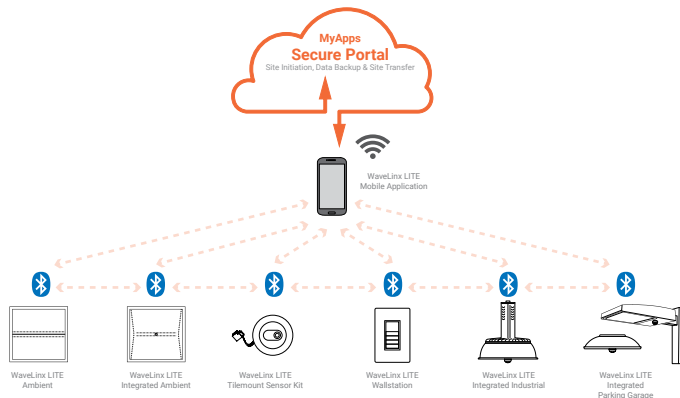 MyApps
Secure Portal
Site Initiation, Data Backup & Site Transfer
WaveLinx LITE
Mobile Application
WaveLinx LITE
Ambient
WaveLinx LITE
Integrated Ambient
WaveLinx LITE
Tilemount Sensor Kit
WaveLinx LITE
Wallstation
WaveLinx LITE
Integrated Industrial
WaveLinx LITE
Integrated
Parking Garage